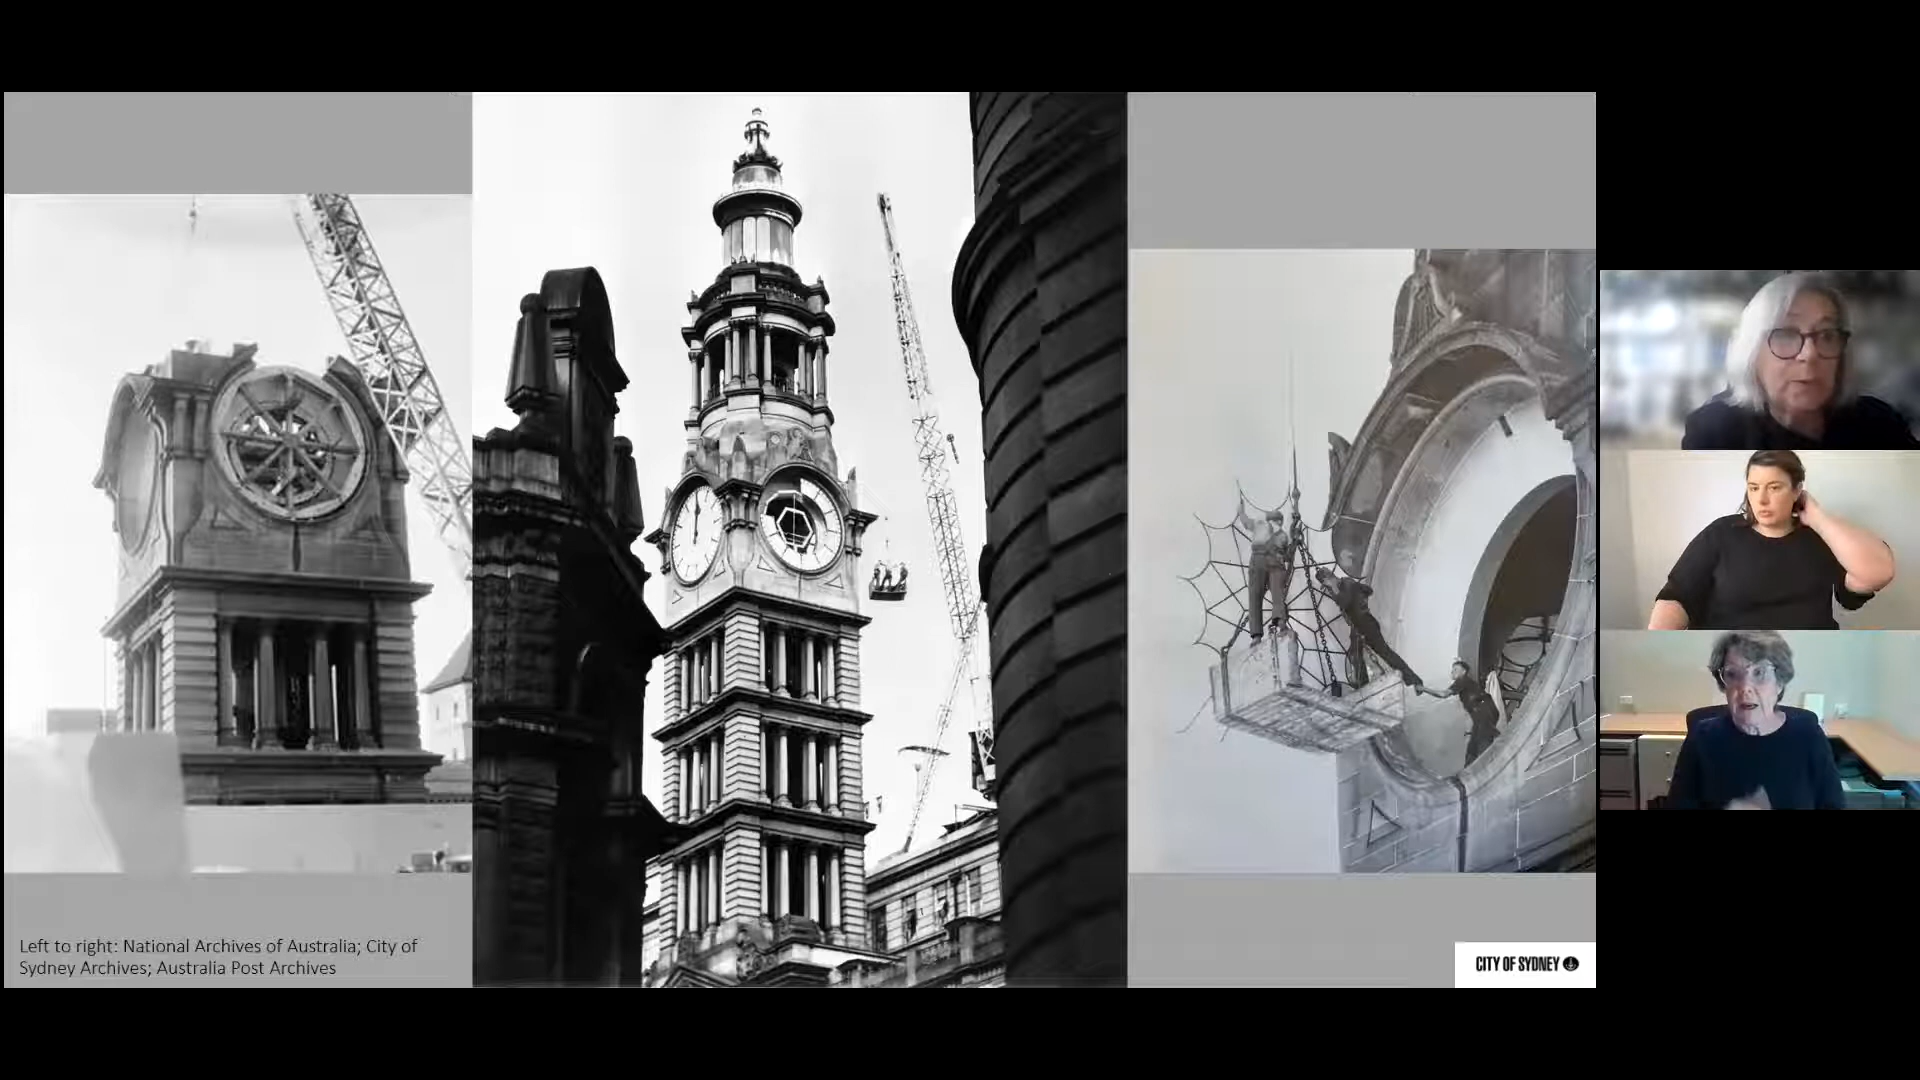 Left to right: National Archives of Australia; City of
Sydney Archives; Australia Post Archives
CITY OF SYDNEY